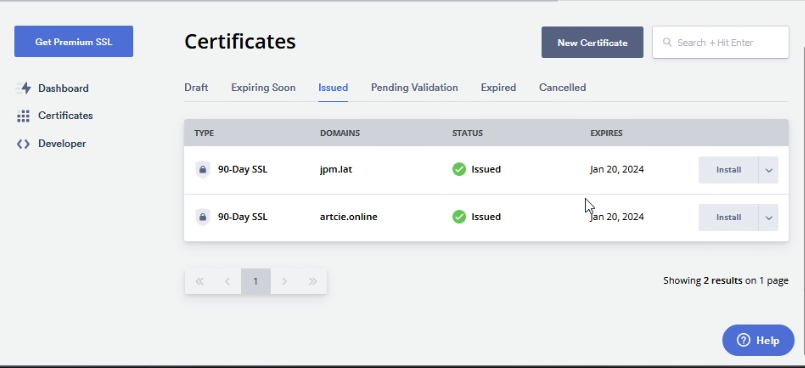 Get Premium SSL
Dashboard
Certificates
Developer
Certificates
New Certificate
Search + Hit Enter
Draft Expiring Soon Issued Pending Validation Expired Cancelled
TYPE DOMAINS STATUS EXPIRES
90-Day SSL jpm.lat Issued Jan 20, 2024 Install
90-Day SSL artcie.online Issued Jan 20, 2024 Install
« ‹ 1 › »
Showing 2 results on 1 page
? Help